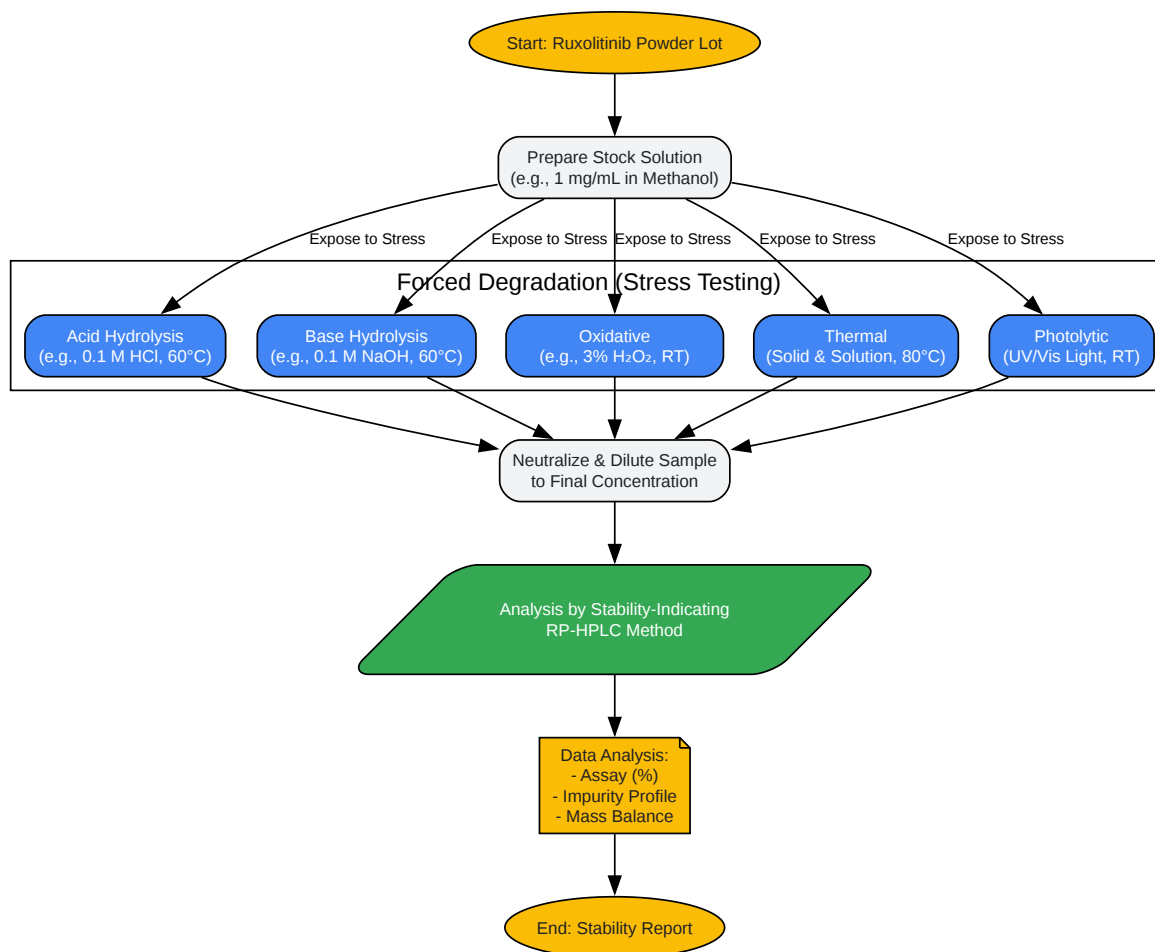 Start: Ruxolitinib Powder Lot
Prepare Stock Solution
(e.g., 1 mg/mL in Methanol)
Expose to Stress
Expose to Stress
Expose to Stress
Expose to Stress
Expose to Stress
Forced Degradation (Stress Testing)
Acid Hydrolysis
(e.g., 0.1 M HCl, 60°C)
Base Hydrolysis
(e.g., 0.1 M NaOH, 60°C)
Oxidative
(e.g., 3% H₂O₂, RT)
Thermal
(Solid & Solution, 80°C)
Photolytic
(UV/Vis Light, RT)
Neutralize & Dilute Sample
to Final Concentration
Analysis by Stability-Indicating
RP-HPLC Method
Data Analysis:
- Assay (%)
- Impurity Profile
- Mass Balance
End: Stability Report